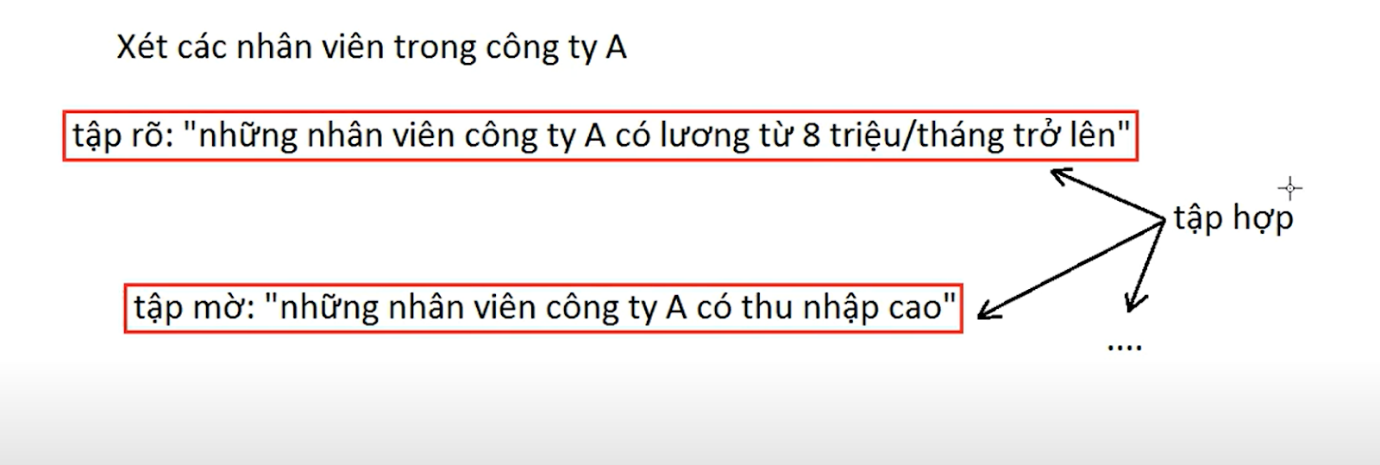 Xét các nhân viên trong công ty A
tập rõ: "những nhân viên công ty A có lương từ 8 triệu/tháng trở lên"
tập hợp
tập mờ: "những nhân viên công ty A có thu nhập cao"
....